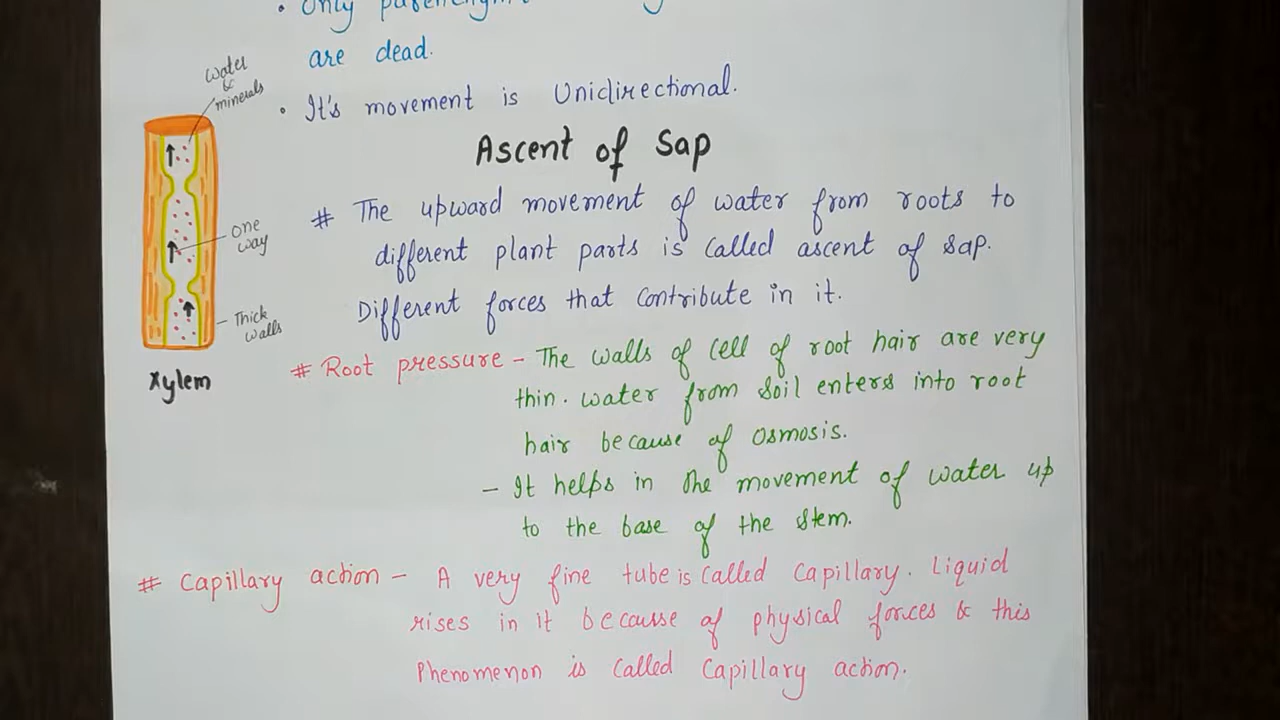 • Only
are dead.
• It's movement is Unidirectional.
Water
&
minerals
one
way
Thick
walls
Xylem
Ascent of Sap
# The upward movement of water from roots to
different plant parts is called ascent of sap.
Different forces that contribute in it.
# Root pressure - The walls of cell of root hair are very
thin. water from soil enters into root
hair because of osmosis.
- It helps in the movement of water up
to the base of the stem.
# Capillary action - A very fine tube is called capillary. Liquid
rises in it because of physical forces & this
Phenomenon is called Capillary action.